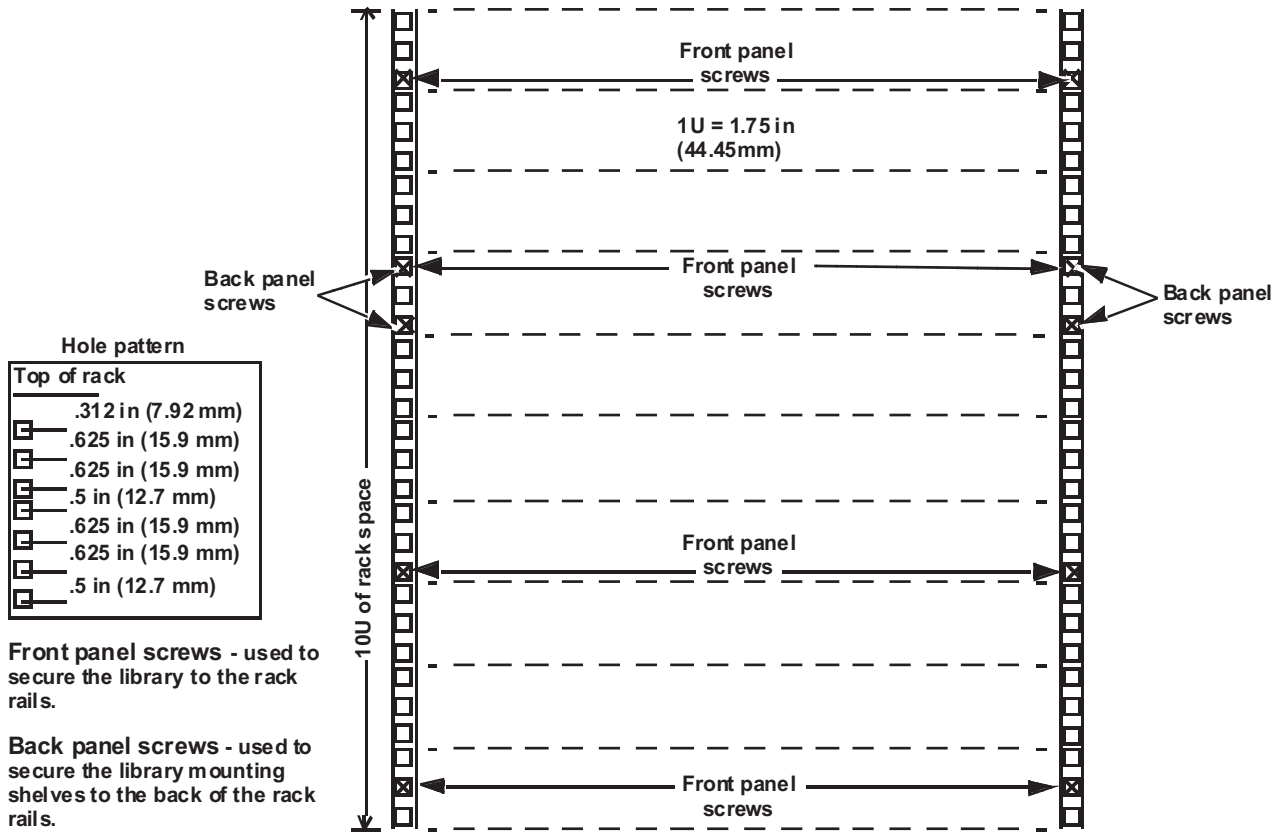 Front panel
screws
1U = 1.75 in
(44.45mm)
Back panel
screws
Front panel
screws
Back panel
screws
Hole pattern
Top of rack
.312 in (7.92 mm)
.625 in (15.9 mm)
.625 in (15.9 mm)
.5 in (12.7 mm)
.625 in (15.9 mm)
.625 in (15.9 mm)
.5 in (12.7 mm)
10U of rack space
Front panel
screws
Front panel screws - used to
secure the library to the rack
rails.
Back panel screws - used to
secure the library mounting
shelves to the back of the rack
rails.
Front panel
screws